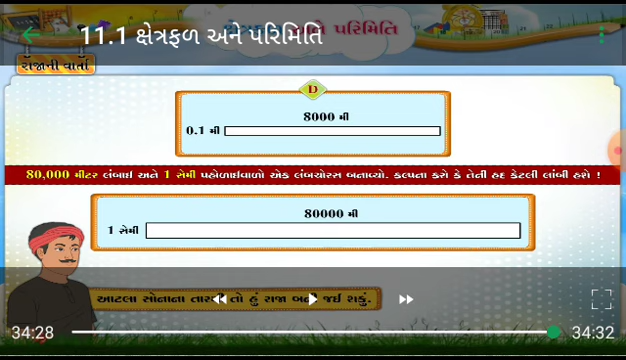 11.1 ક્ષેત્રફળ અને પરિમિતિ
પરિમિતિ
રાજાની વાર્તા
D
8000 મી
0.1 મી
80,000 મીટર લંબાઈ અને 1 સેમી પહોળાઈવાળો એક લંબચોરસ બનાવ્યો. કલ્પના કરો કે તેની હદ કેટલી લાંબી હશે !
80000 મી
1 સેમી
આટલા સોનાના તો હું રાજા બની જઈ શકું.
34:28
34:32